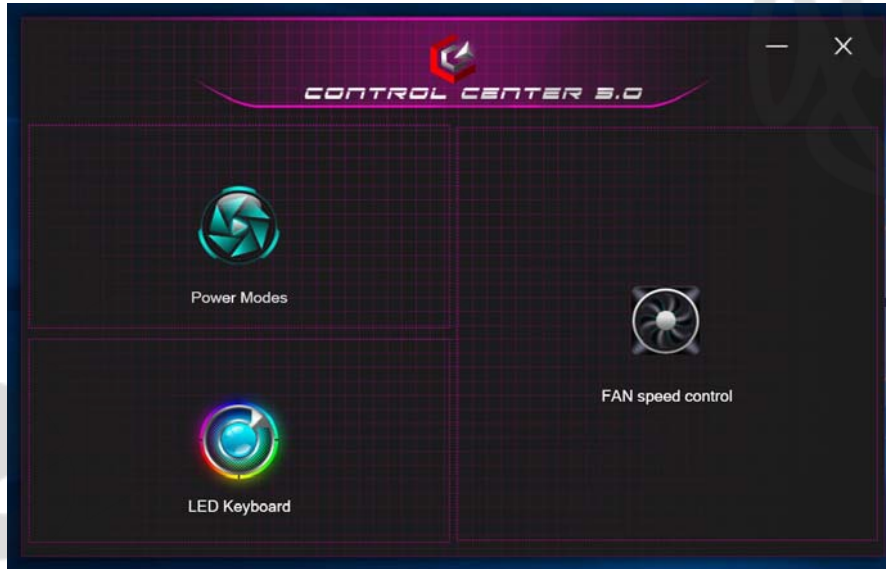 CONTROL CENTER 3.0
Power Modes
FAN speed control
LED Keyboard